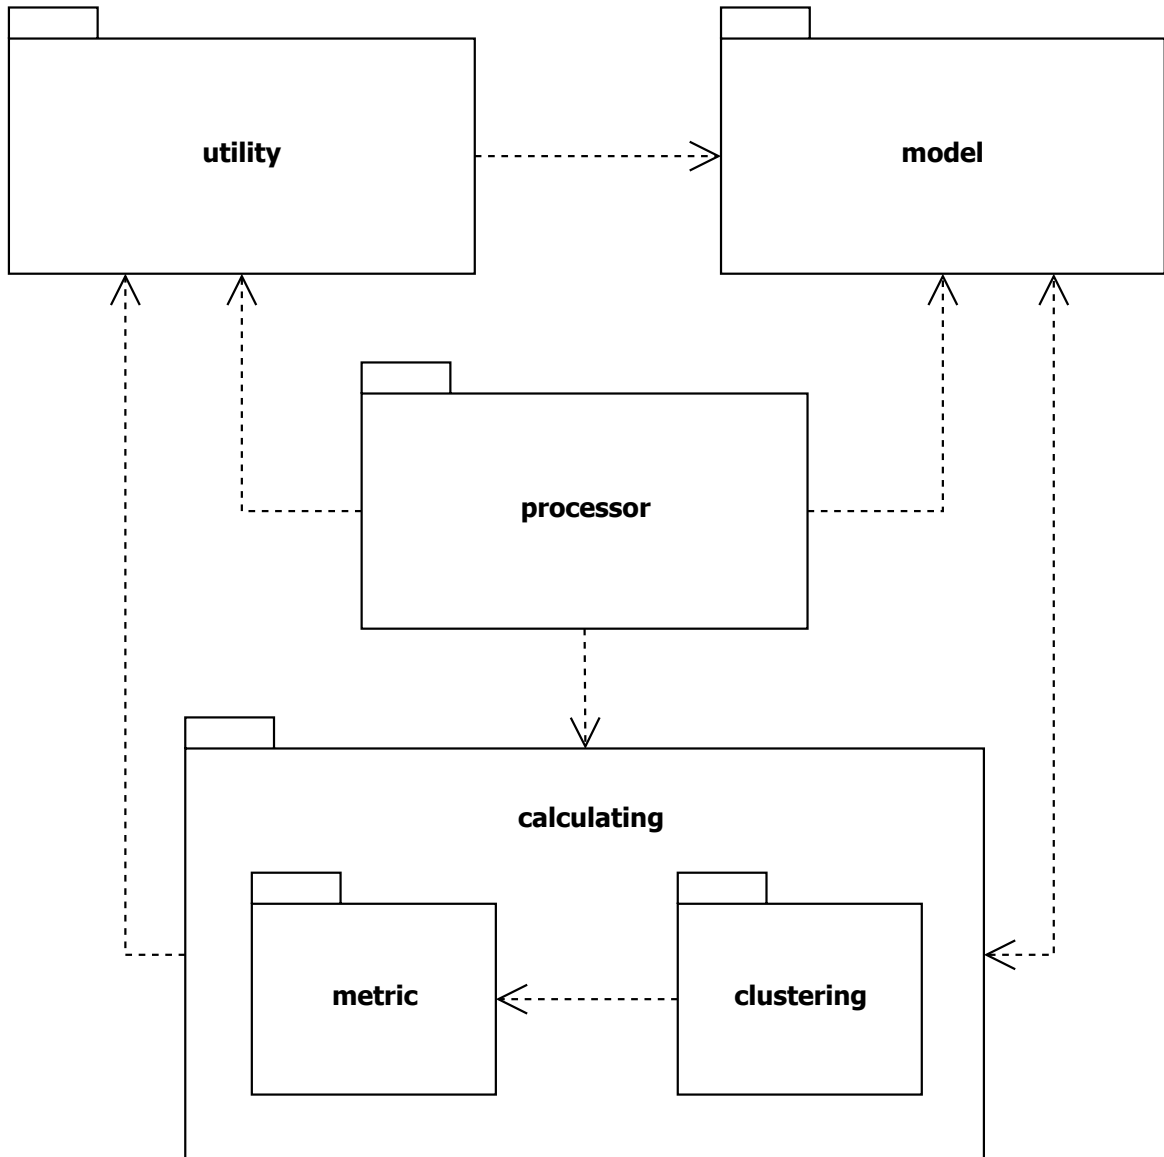 utility
model
processor
calculating
metric
clustering